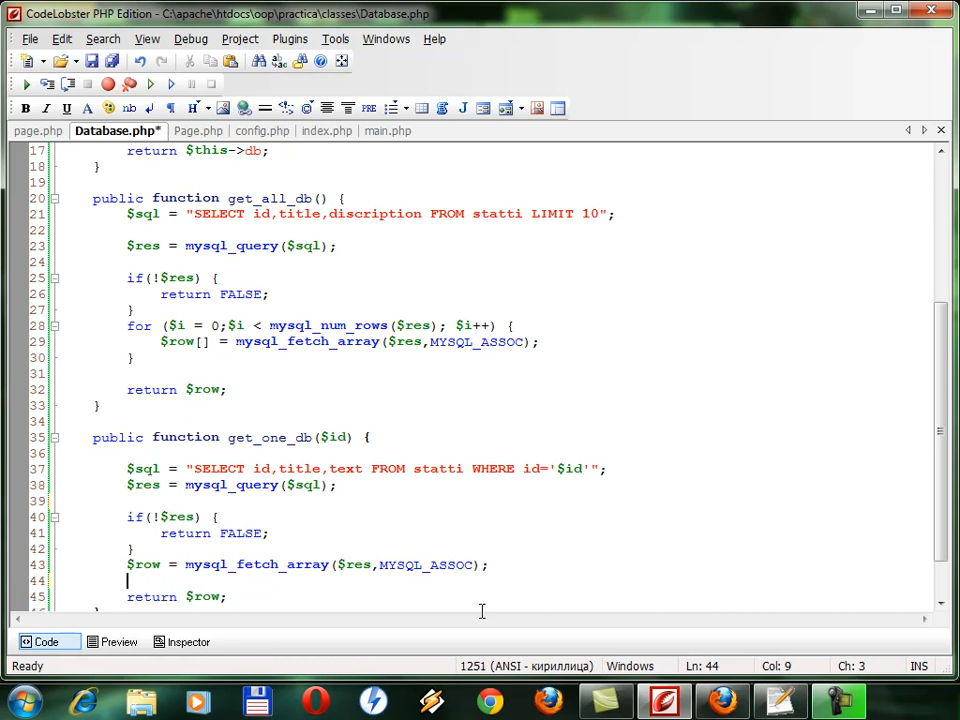 CodeLobster PHP Edition - C:\apache\htdocs\oop\practica\classes\Database.php
File Edit Search View Debug Project Plugins Tools Windows Help
B I U A nb ¶ H PRE J
page.php Database.php* Page.php config.php index.php main.php
17 return $this->db;
18 }
19
20 public function get_all_db() {
21 $sql = "SELECT id,title,discription FROM statti LIMIT 10";
22
23 $res = mysql_query($sql);
24
25 if(!$res) {
26 return FALSE;
27 }
28 for ($i = 0;$i < mysql_num_rows($res); $i++) {
29 $row[] = mysql_fetch_array($res,MYSQL_ASSOC);
30 }
31
32 return $row;
33 }
34
35 public function get_one_db($id) {
36
37 $sql = "SELECT id,title,text FROM statti WHERE id='$id'";
38 $res = mysql_query($sql);
39
40 if(!$res) {
41 return FALSE;
42 }
43 $row = mysql_fetch_array($res,MYSQL_ASSOC);
44
45 return $row;
Code Preview Inspector
Ready 1251 (ANSI - кириллица) Windows Ln: 44 Col: 9 Ch: 3 INS